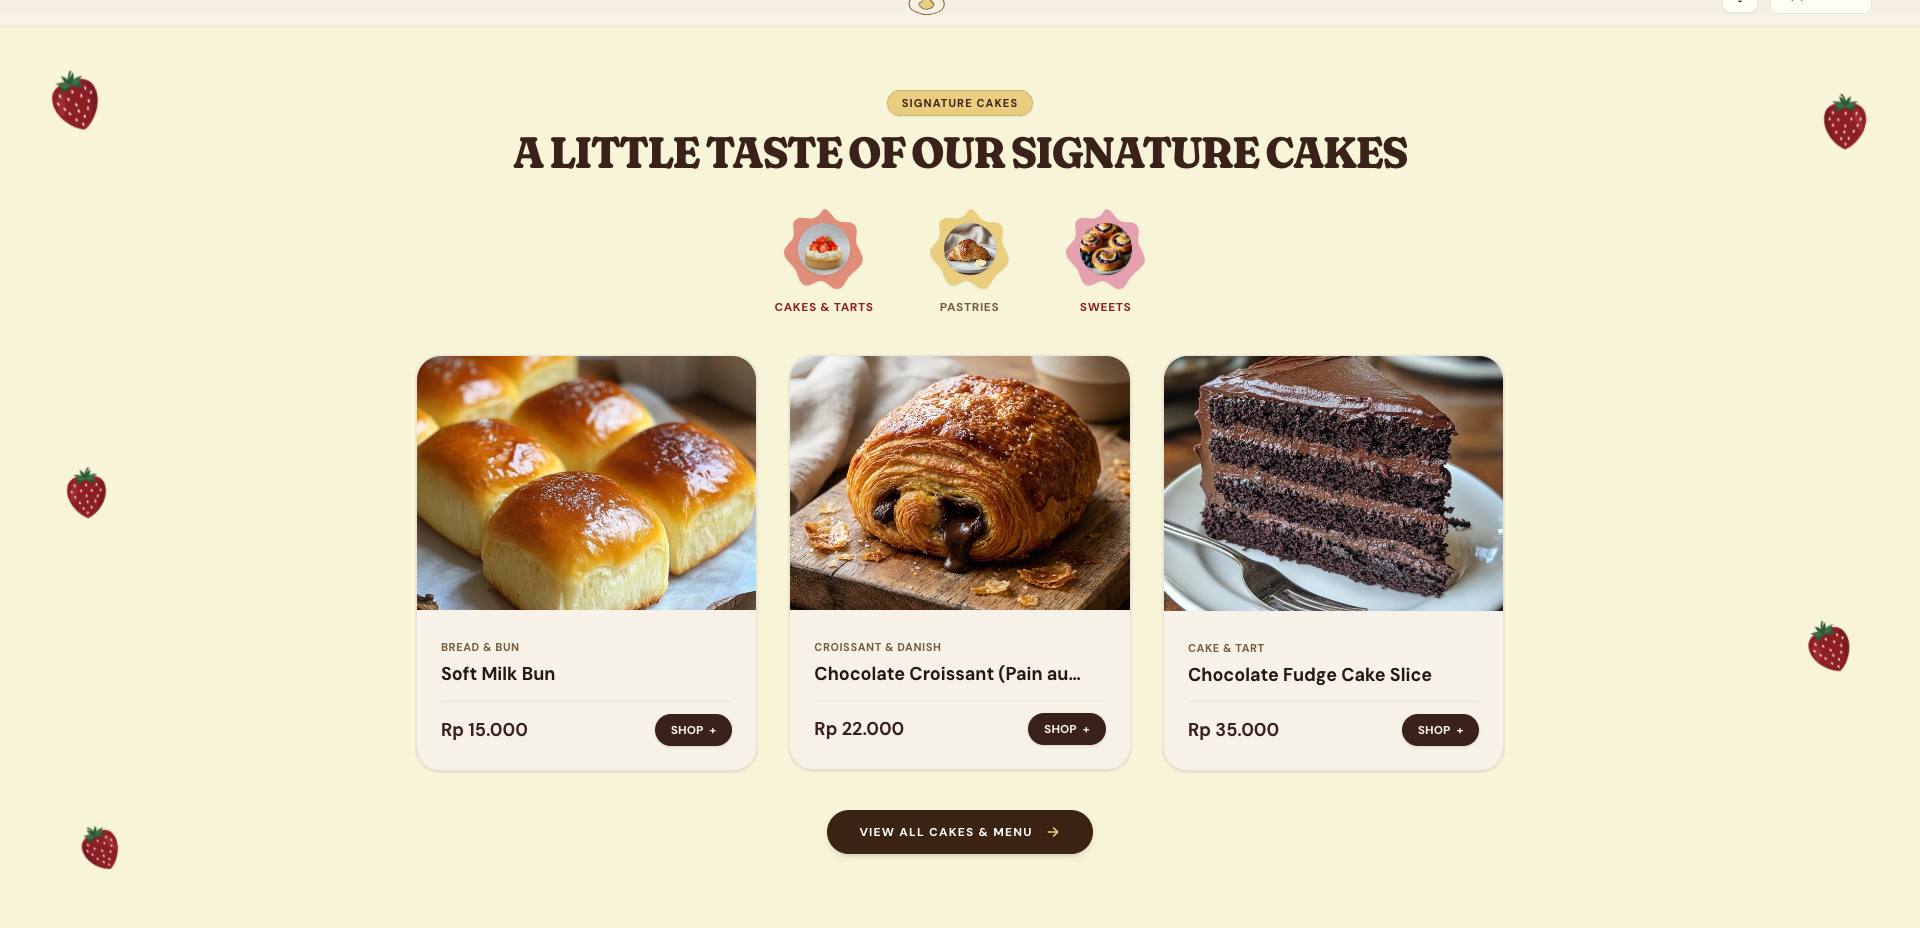 SIGNATURE CAKES
A LITTLE TASTE OF OUR SIGNATURE CAKES
CAKES & TARTS
PASTRIES
SWEETS
BREAD & BUN
Soft Milk Bun
Rp 15.000
SHOP +
CROISSANT & DANISH
Chocolate Croissant (Pain au...
Rp 22.000
SHOP +
CAKE & TART
Chocolate Fudge Cake Slice
Rp 35.000
SHOP +
VIEW ALL CAKES & MENU →